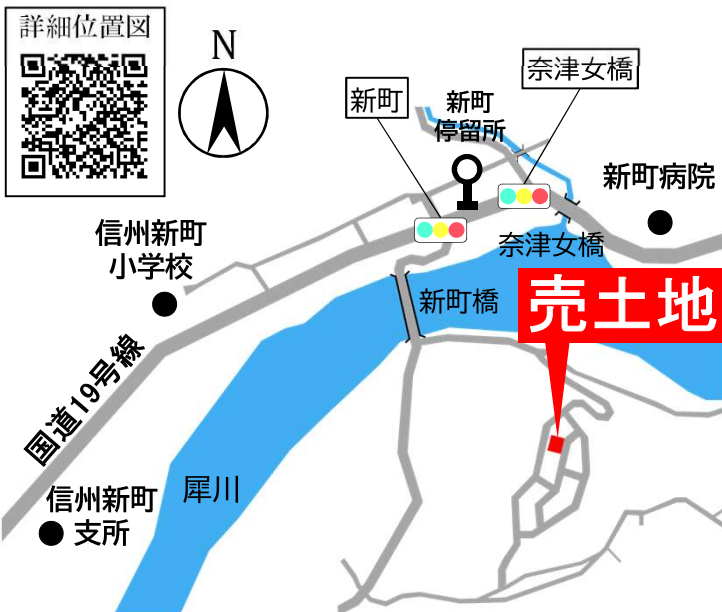 詳細位置図
N
新町
新町
停留所
奈津女橋
新町病院
信州新町
小学校
奈津女橋
新町橋
売土地
国道19号線
犀川
信州新町
支所